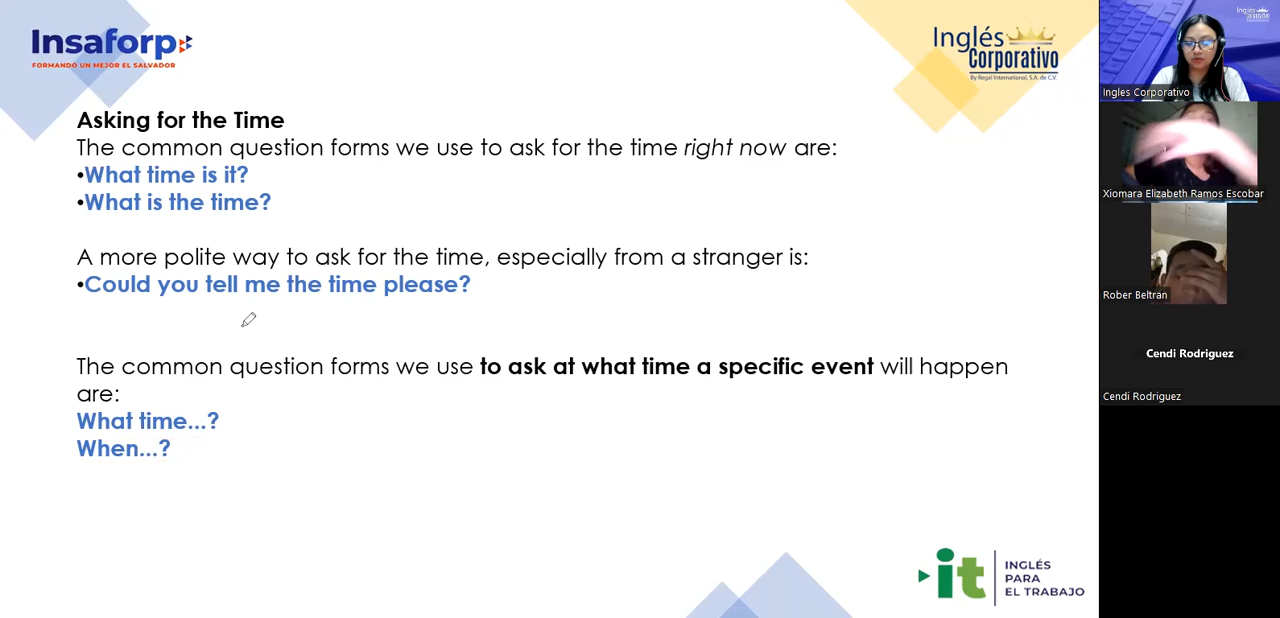 Insaforp
FORMANDO UN MEJOR EL SALVADOR
Inglés
Corporativo
By Regal International, S.A. de C.V.
Asking for the Time
The common question forms we use to ask for the time right now are:
•What time is it?
•What is the time?
A more polite way to ask for the time, especially from a stranger is:
•Could you tell me the time please?
The common question forms we use to ask at what time a specific event will happen
are:
What time...?
When...?
it
INGLÉS
PARA
EL TRABAJO
Inglés
Corporativo
Ingles Corporativo
Xiomara Elizabeth Ramos Escobar
Rober Beltran
Cendi Rodriguez
Cendi Rodriguez